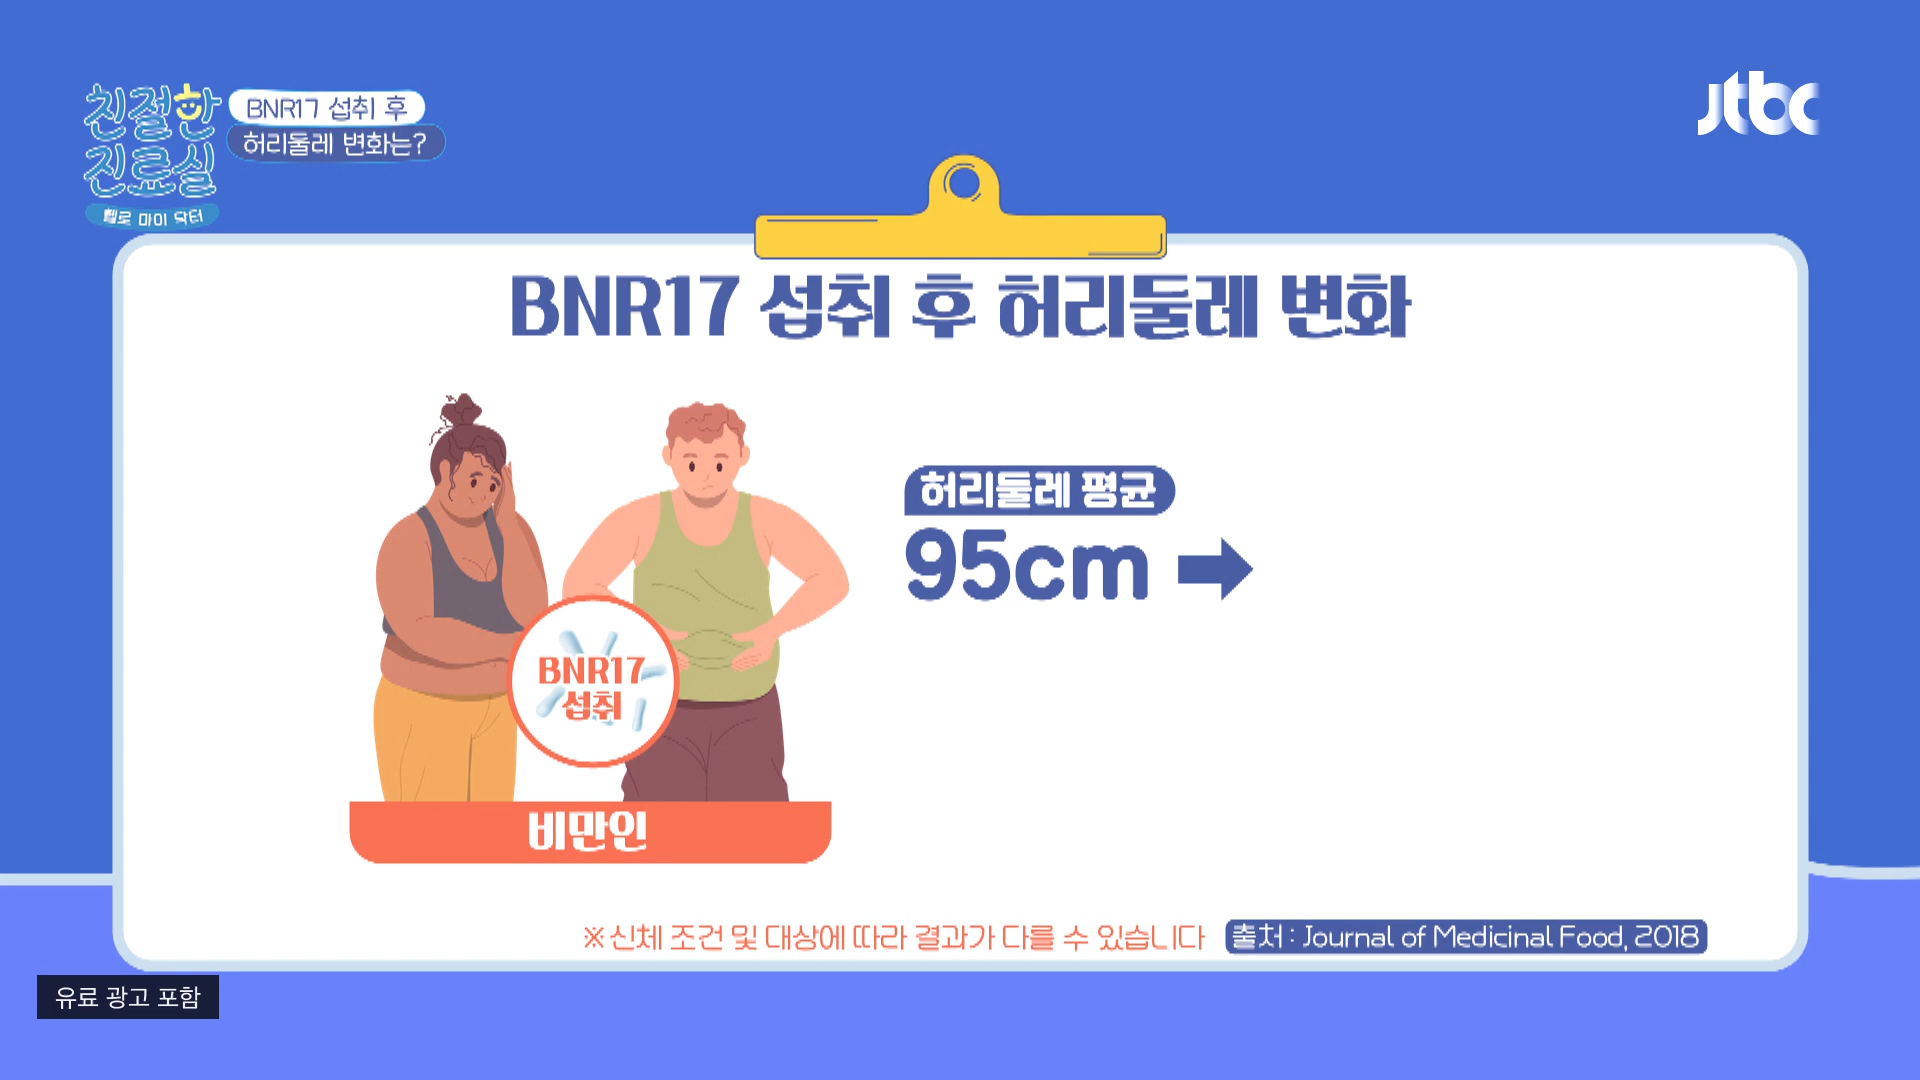 친절한
진료실
헬로 마이 닥터
BNR17 섭취 후
허리둘레 변화는?
jtbc
BNR17 섭취 후 허리둘레 변화
허리둘레 평균
95cm
BNR17
섭취
비만인
※ 신체 조건 및 대상에 따라 결과가 다를 수 있습니다
출처 : Journal of Medicinal Food, 2018
유료 광고 포함